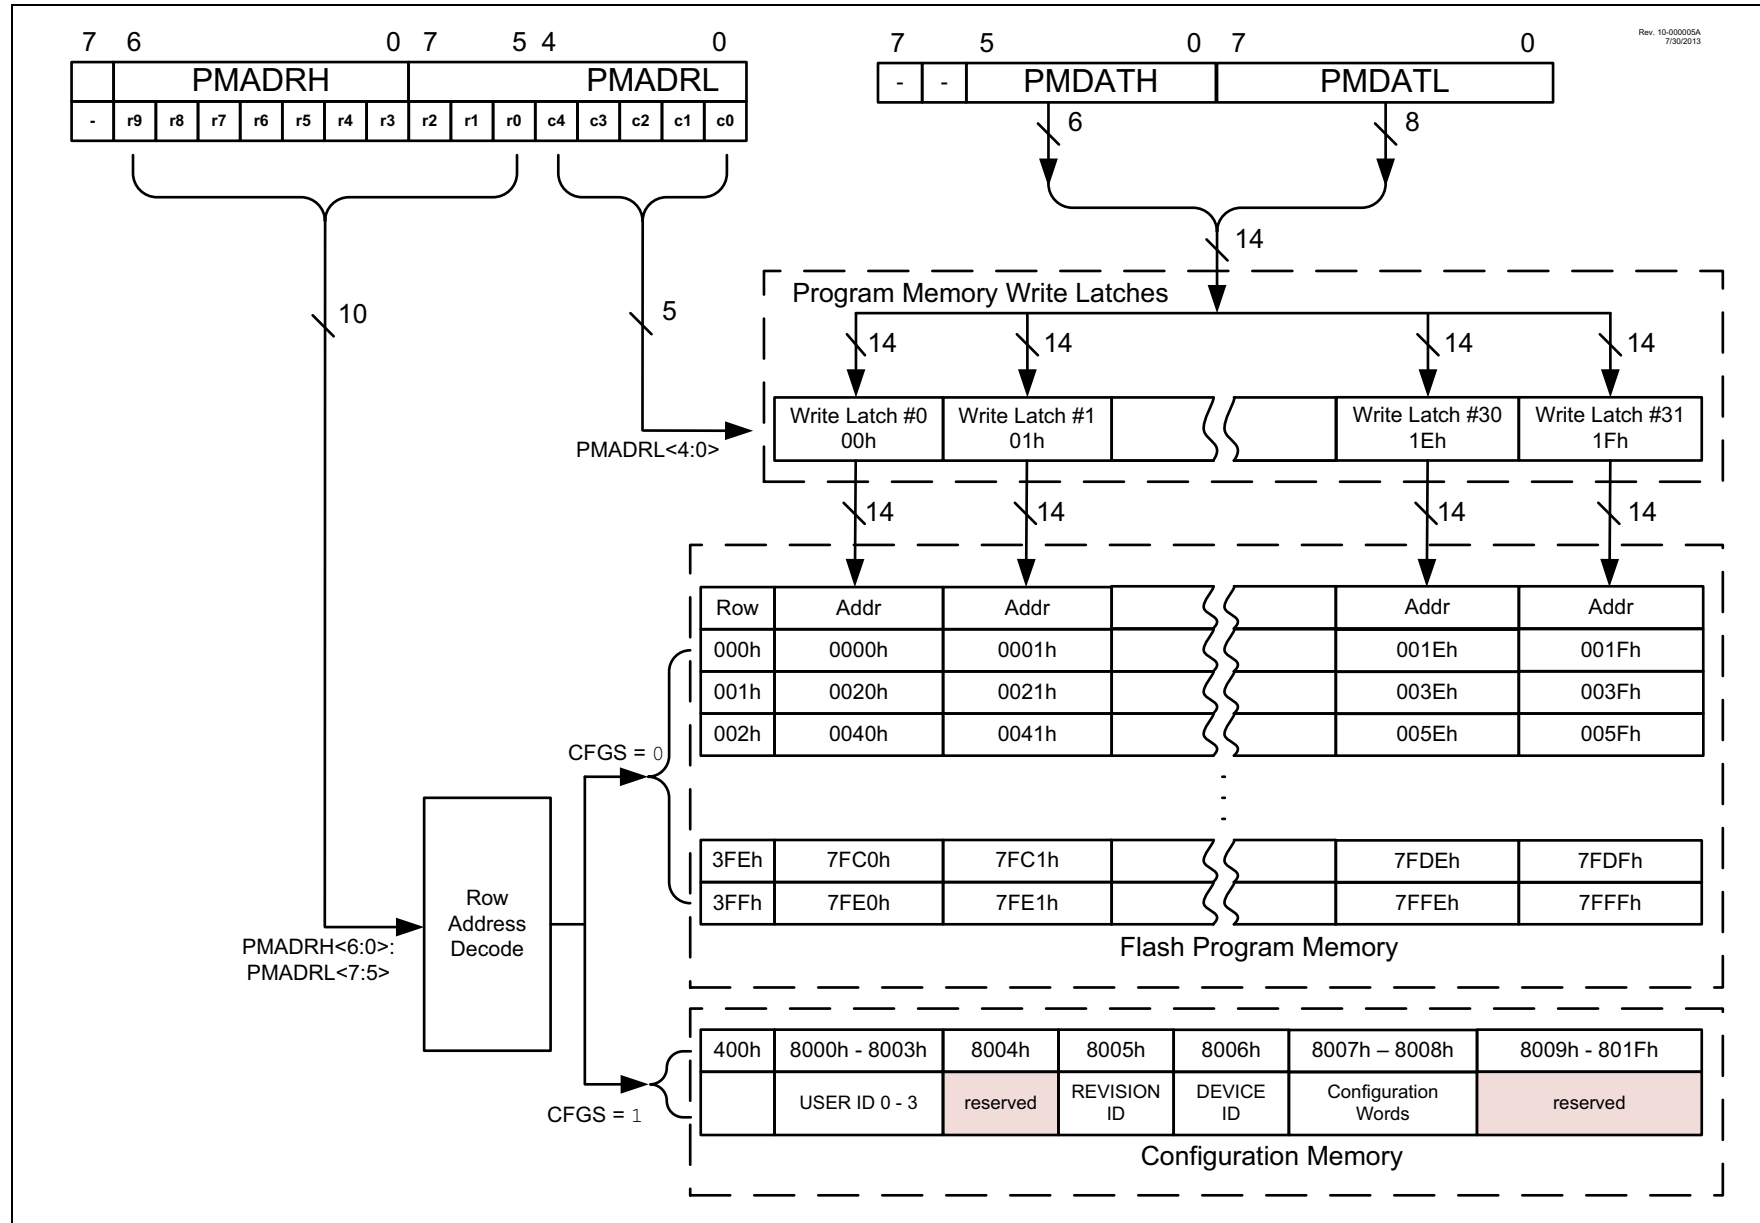 Rev. 10-000005A
7/30/2013
7 6 0 7 5 4 0
7 5 0 7 0
PMADRH PMADRL
- - PMDATH PMDATL
- r9 r8 r7 r6 r5 r4 r3 r2 r1 r0 c4 c3 c2 c1 c0
6 8
14
10 5
Program Memory Write Latches
14 14 14 14
Write Latch #0 Write Latch #1 Write Latch #30 Write Latch #31
00h 01h 1Eh 1Fh
PMADRL<4:0>
14 14 14 14
Row Addr Addr Addr Addr
000h 0000h 0001h 001Eh 001Fh
001h 0020h 0021h 003Eh 003Fh
002h 0040h 0041h 005Eh 005Fh
CFGS = 0
3FEh 7FC0h 7FC1h 7FDEh 7FDFh
3FFh 7FE0h 7FE1h 7FFEh 7FFFh
Row
Address
Decode
PMADRH<6:0>:
PMADRL<7:5>
Flash Program Memory
400h 8000h - 8003h 8004h 8005h 8006h 8007h – 8008h 8009h - 801Fh
USER ID 0 - 3 reserved REVISION ID DEVICE ID Configuration Words reserved
CFGS = 1
Configuration Memory